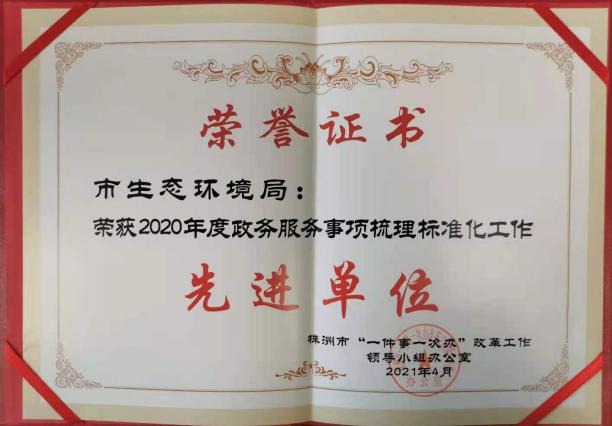 荣誉证书
市生态环境局：
荣获2020年度政务服务事项梳理标准化工作
先进单位
株洲市“一件事一次办”改革工作
领导小组办公室
2021年4月
办公室